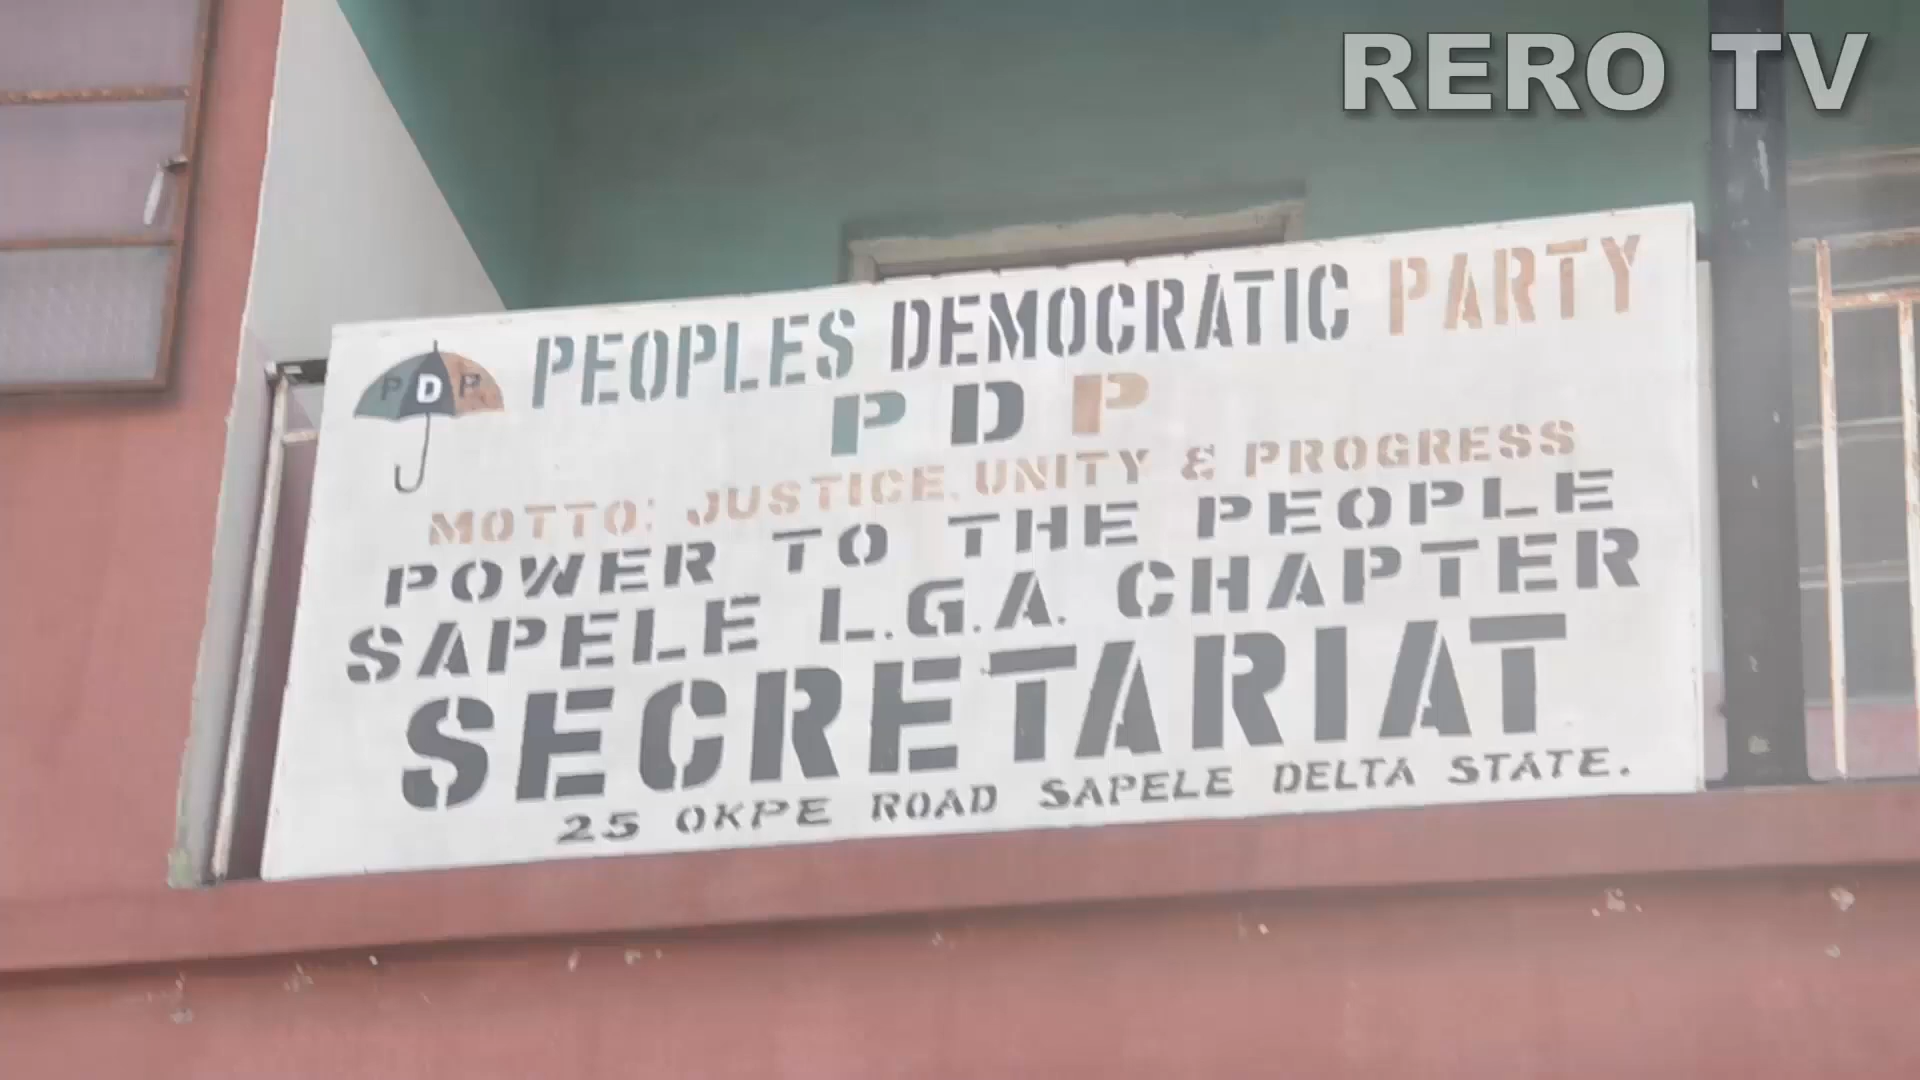 RERO TV
PEOPLES DEMOCRATIC PARTY
PDP
P D P
MOTTO: JUSTICE, UNITY & PROGRESS
POWER TO THE PEOPLE
SAPELE L.G.A. CHAPTER
SECRETARIAT
25 OKPE ROAD SAPELE DELTA STATE.